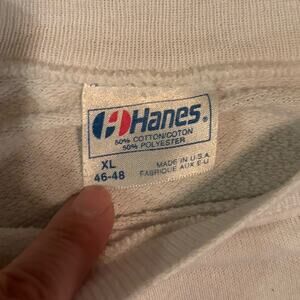 Hanes®
50% COTTON/COTON
50% POLYESTER
XL
46-48
MADE IN U.S.A.
FABRIQUE AUX E-U